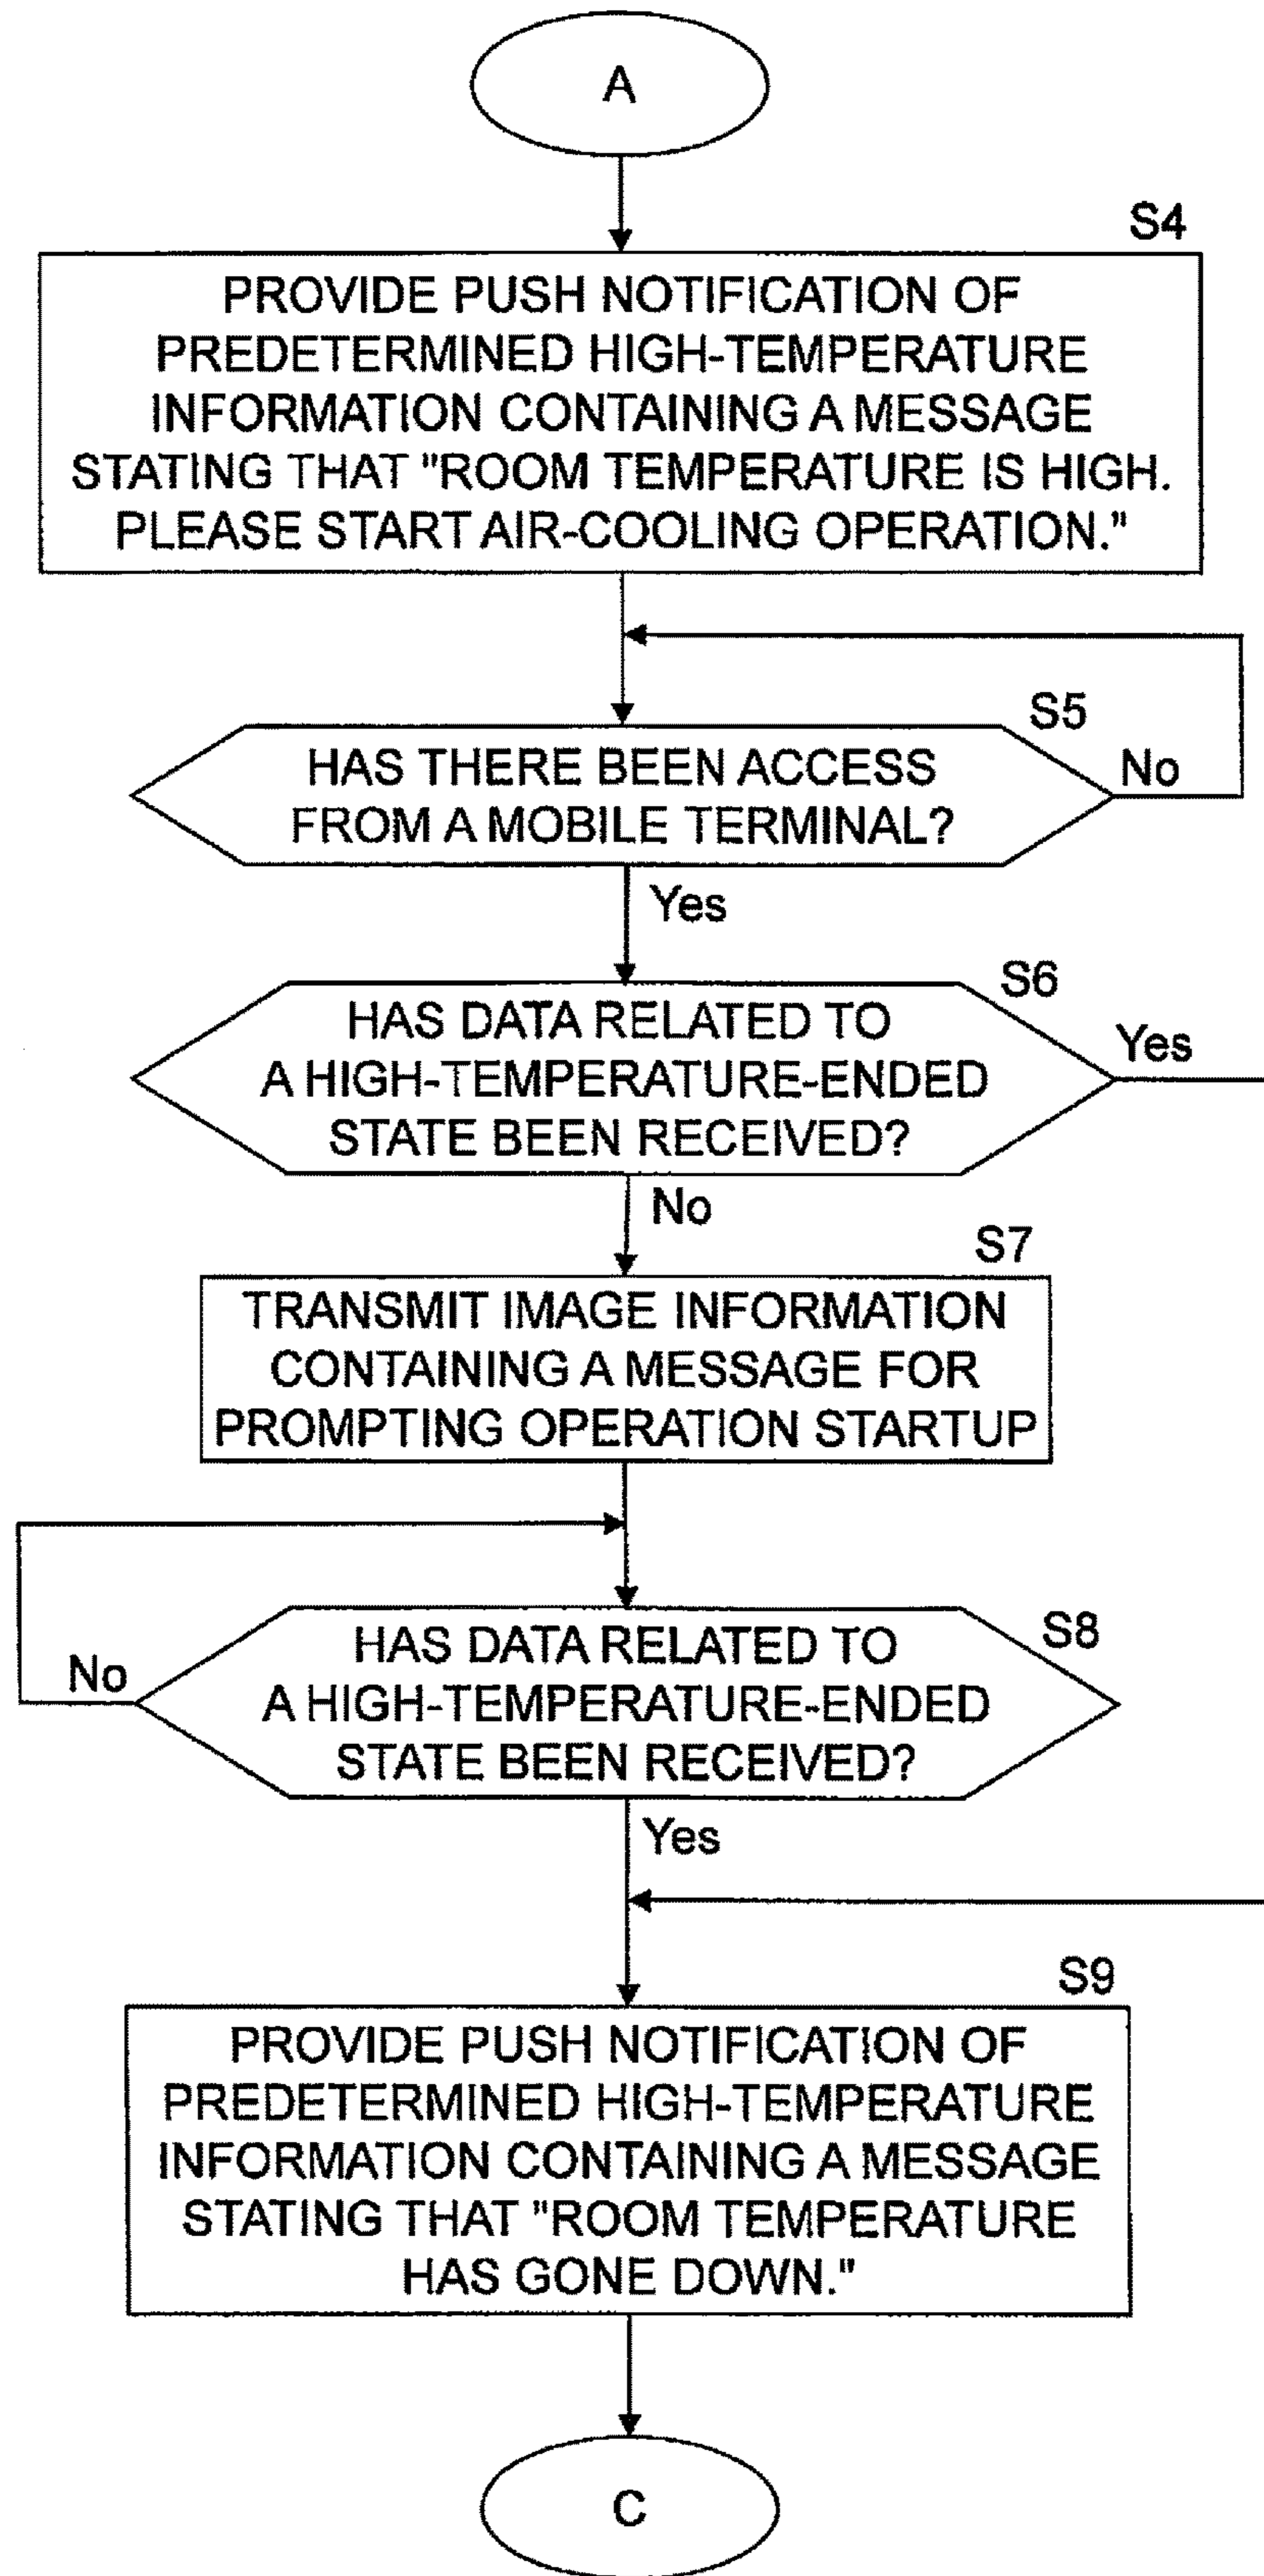 A
S4
PROVIDE PUSH NOTIFICATION OF
PREDETERMINED HIGH-TEMPERATURE
INFORMATION CONTAINING A MESSAGE
STATING THAT "ROOM TEMPERATURE IS HIGH.
PLEASE START AIR-COOLING OPERATION."
S5
HAS THERE BEEN ACCESS
FROM A MOBILE TERMINAL?
No
Yes
S6
HAS DATA RELATED TO
A HIGH-TEMPERATURE-ENDED
STATE BEEN RECEIVED?
Yes
No
S7
TRANSMIT IMAGE INFORMATION
CONTAINING A MESSAGE FOR
PROMPTING OPERATION STARTUP
S8
HAS DATA RELATED TO
A HIGH-TEMPERATURE-ENDED
STATE BEEN RECEIVED?
No
Yes
S9
PROVIDE PUSH NOTIFICATION OF
PREDETERMINED HIGH-TEMPERATURE
INFORMATION CONTAINING A MESSAGE
STATING THAT "ROOM TEMPERATURE
HAS GONE DOWN."
C